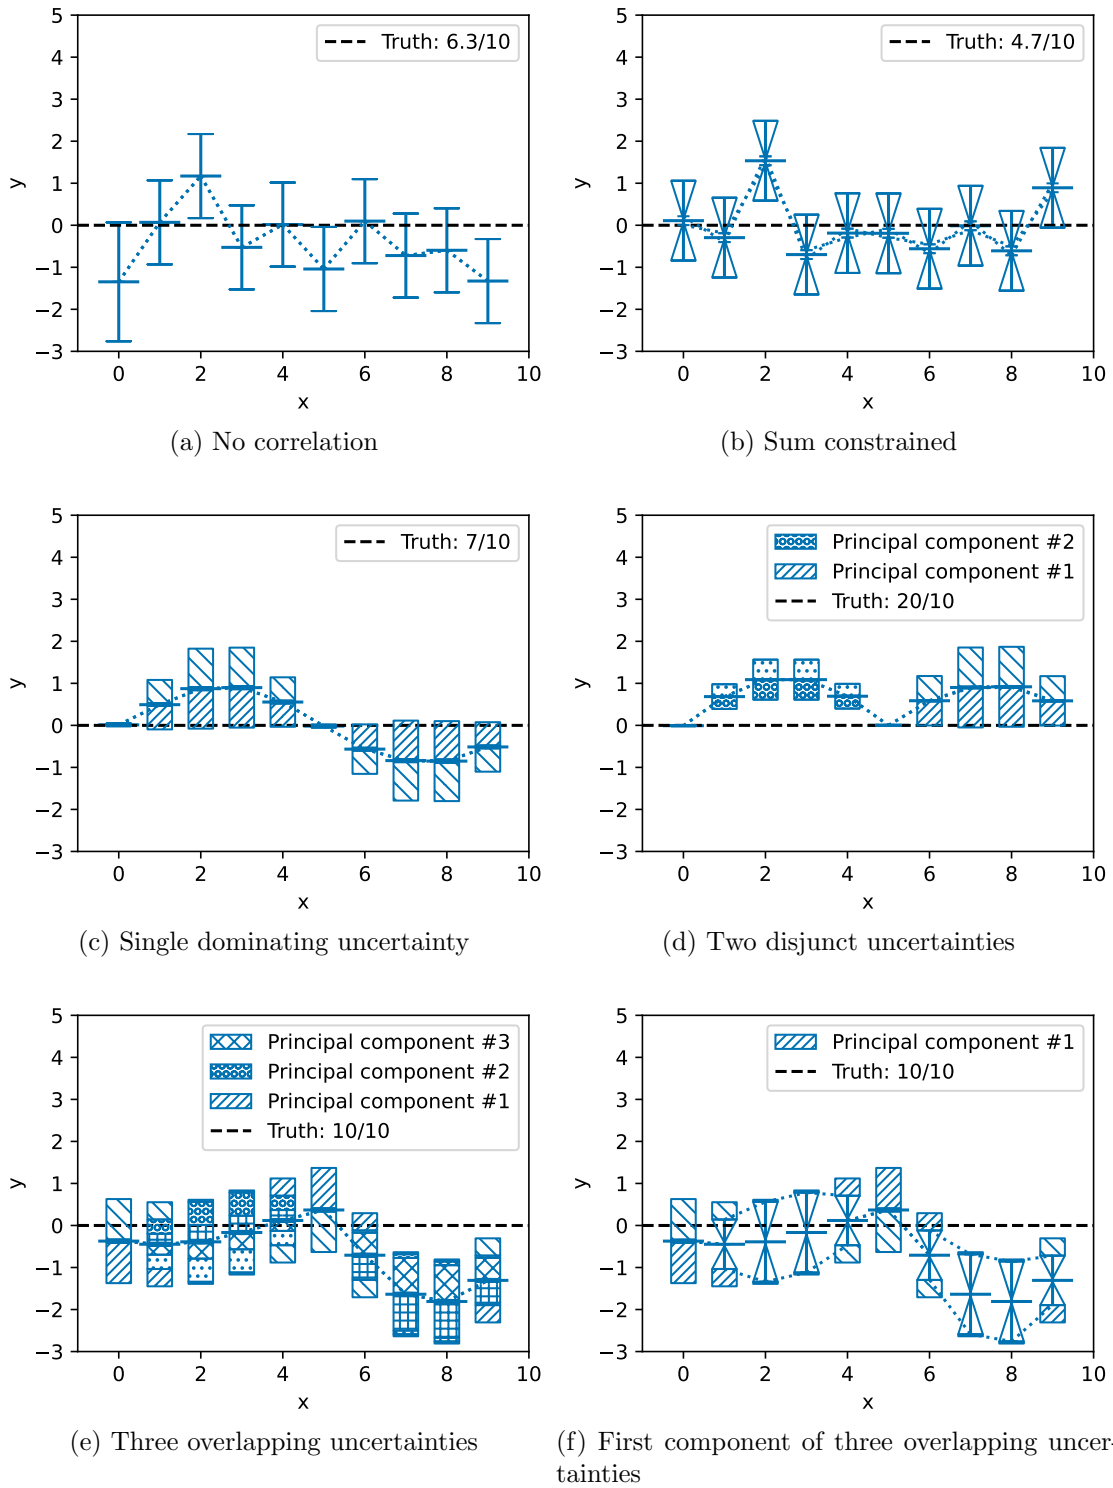 5
4
3
2
1
0
−1
−2
−3
y
Truth: 6.3/10
0 2 4 6 8 10
x
(a) No correlation
5
4
3
2
1
0
−1
−2
−3
y
Truth: 4.7/10
0 2 4 6 8 10
x
(b) Sum constrained
5
4
3
2
1
0
−1
−2
−3
y
Truth: 7/10
0 2 4 6 8 10
x
(c) Single dominating uncertainty
5
4
3
2
1
0
−1
−2
−3
y
Principal component #2
Principal component #1
Truth: 20/10
0 2 4 6 8 10
x
(d) Two disjunct uncertainties
5
4
3
2
1
0
−1
−2
−3
y
Principal component #3
Principal component #2
Principal component #1
Truth: 10/10
0 2 4 6 8 10
x
(e) Three overlapping uncertainties
5
4
3
2
1
0
−1
−2
−3
y
Principal component #1
Truth: 10/10
0 2 4 6 8 10
x
(f) First component of three overlapping uncer-
tainties